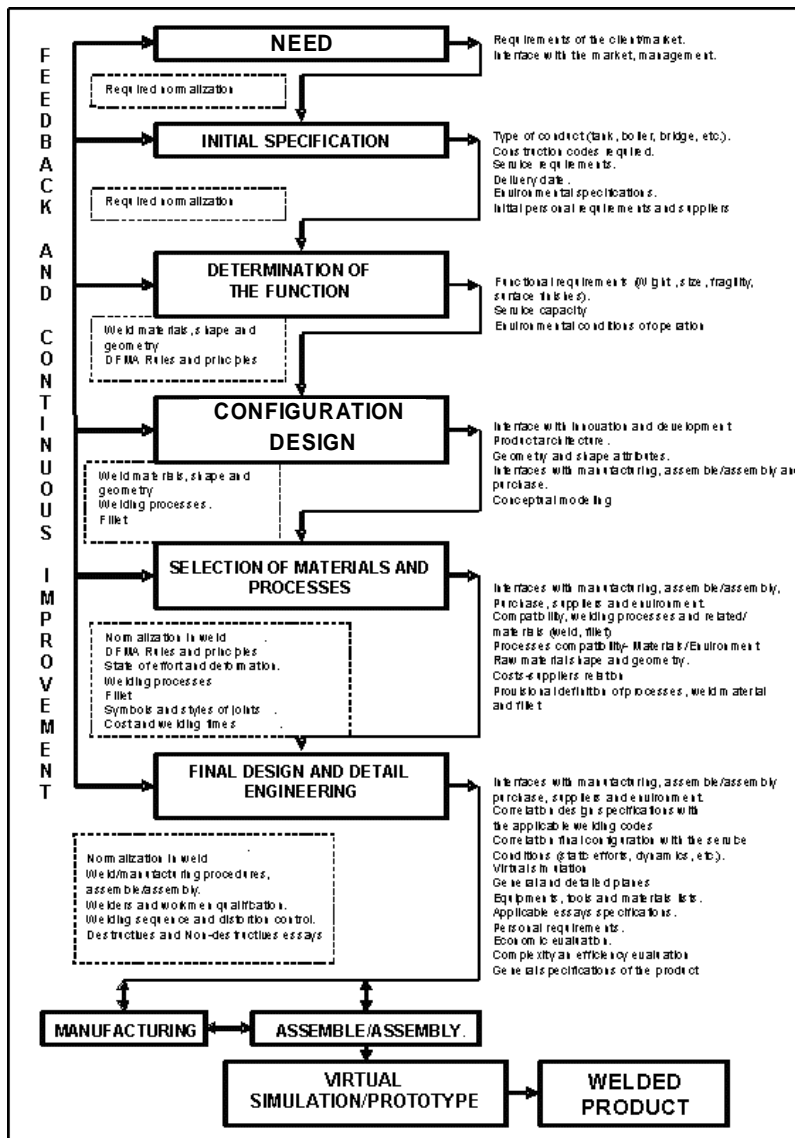 FEEDBACK AND CONTINUOUS IMPROVEMENT
NEED
Requirements of the client/market.
Interface with the market, management.
Required normalization
INITIAL SPECIFICATION
Type of conduct (tank, boiler, bridge, etc.).
Construction codes required.
Service requirements.
Delivery date.
Environmental specifications.
Initial personal requirements and suppliers
Required normalization
DETERMINATION OF
THE FUNCTION
Functional requirements (Wight, size, fragility,
surface finishes).
Service capacity
Environmental conditions of operation
Weld materials, shape and
geometry
DFMA Rules and principles
CONFIGURATION
DESIGN
Interface with innovation and development
Product architecture.
Geometry and shape attributes.
Interfaces with manufacturing, assemble/assembly and
purchase.
Conceptual modeling
Weld materials, shape and
geometry
Welding processes.
Fillet
SELECTION OF MATERIALS AND
PROCESSES
Interfaces with manufacturing, assemble/assembly,
Purchase, suppliers and environment.
Compatibility, welding processes and related/
materials (weld, fillet)
Processes compatibility- Materials/Environment
Raw material shape and geometry.
Costs-suppliers relation
Provisional definition of processes, weld material
and fillet
Normalization in weld .
DFMA Rules and principles
State of effort and deformation.
Welding processes
Fillet
Symbols and styles of joints .
Cost and welding times .
FINAL DESIGN AND DETAIL
ENGINEERING
Interfaces with manufacturing, assemble/assembly
purchase, suppliers and environment.
Correlation design specifications with
the applicable welding codes
Correlation final configuration with the service
Conditions (static efforts, dynamics, etc.).
Virtual simulation
General and detailed planes
Equipments, tools and materials lists.
Applicable essays specifications.
Personal requirements.
Economic evaluation.
Complexity an efficiency evaluation
General specifications of the product
Normalization in weld .
Weld/manufacturing procedures,
assemble/assembly.
Welders and workmen qualification.
Welding sequence and distortion control.
Destructives and Non-destructives essays
MANUFACTURING
ASSEMBLE/ASSEMBLY.
VIRTUAL
SIMULATION/PROTOTYPE
WELDED
PRODUCT